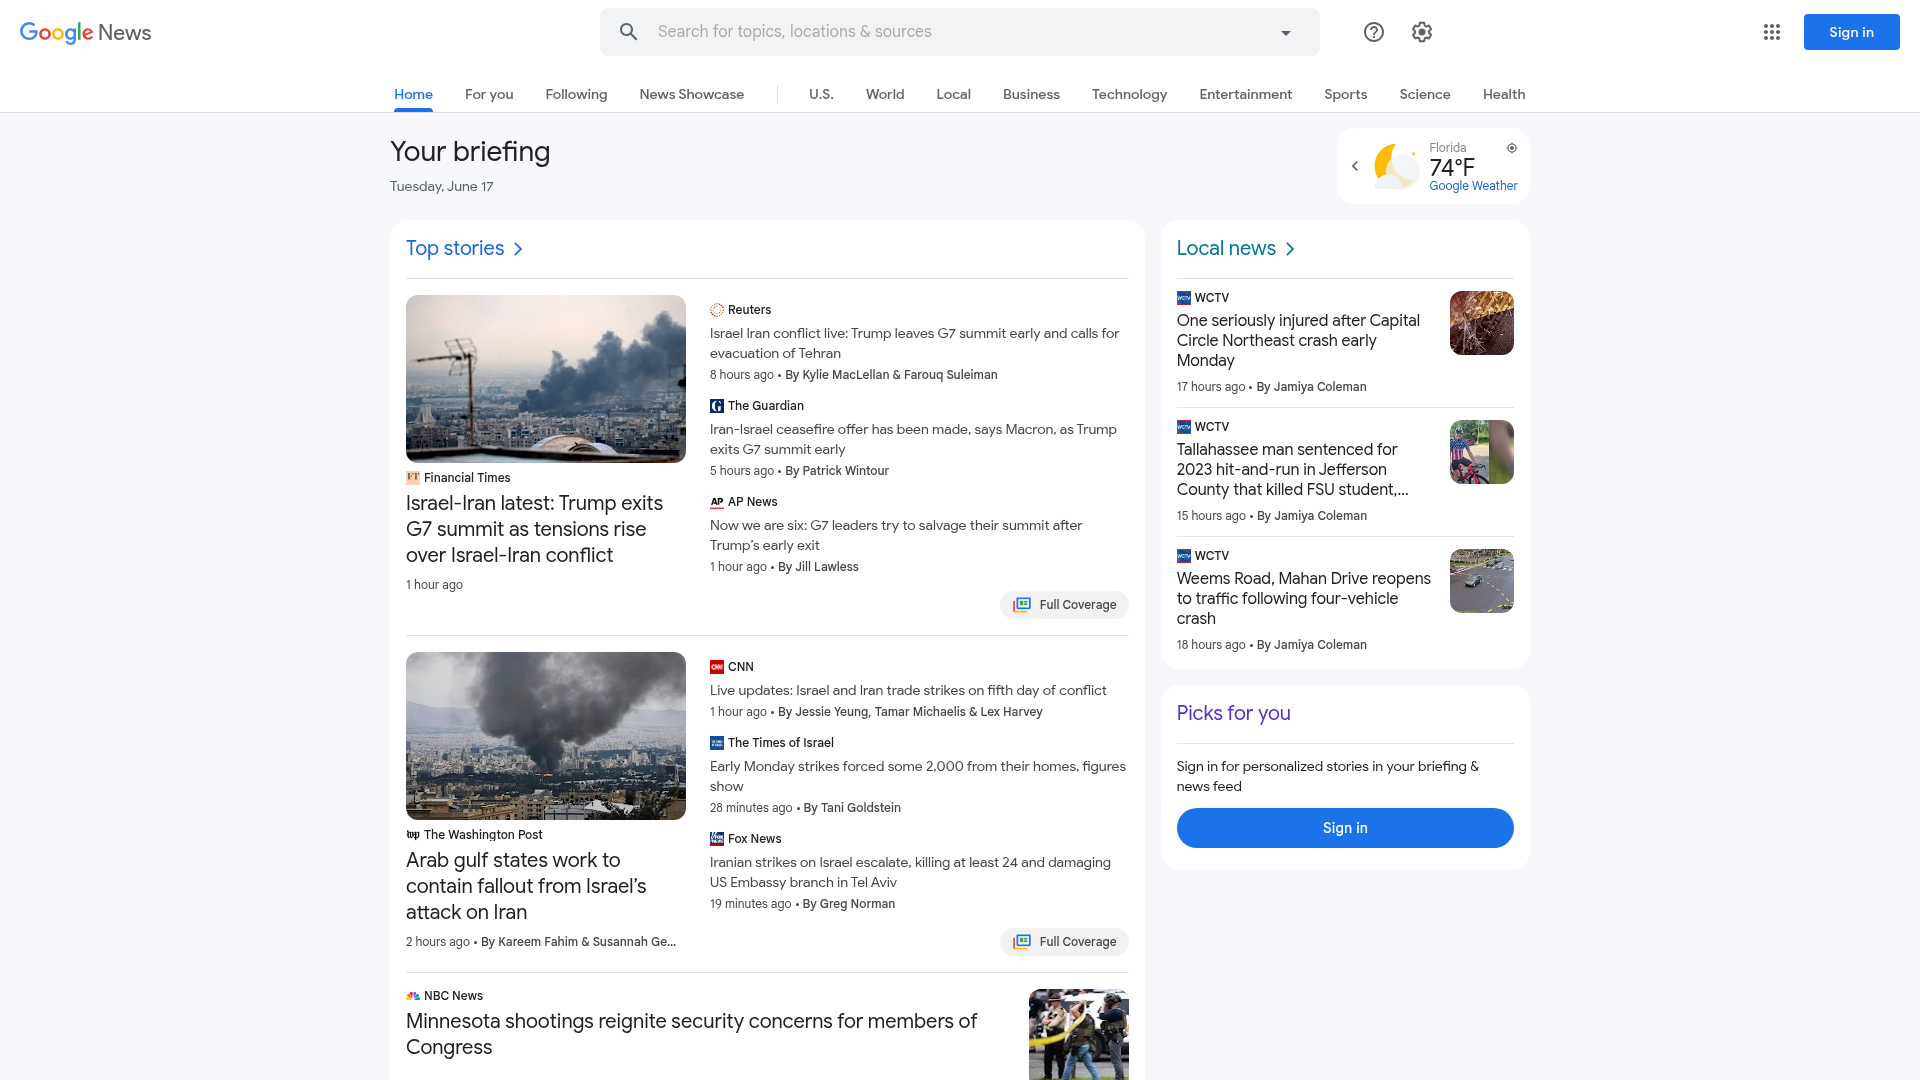 Google News
Search for topics, locations & sources
Sign in
Home
For you
Following
News Showcase
U.S.
World
Local
Business
Technology
Entertainment
Sports
Science
Health
Your briefing
Tuesday, June 17
Florida
74°F
Google Weather
Top stories
Financial Times
Israel-Iran latest: Trump exits
G7 summit as tensions rise
over Israel-Iran conflict
1 hour ago
Reuters
Israel Iran conflict live: Trump leaves G7 summit early and calls for
evacuation of Tehran
8 hours ago • By Kylie MacLellan & Farouq Suleiman
The Guardian
Iran-Israel ceasefire offer has been made, says Macron, as Trump
exits G7 summit early
5 hours ago • By Patrick Wintour
AP AP News
Now we are six: G7 leaders try to salvage their summit after
Trump's early exit
1 hour ago • By Jill Lawless
Full Coverage
The Washington Post
Arab gulf states work to
contain fallout from Israel's
attack on Iran
2 hours ago • By Kareem Fahim & Susannah Ge...
CNN CNN
Live updates: Israel and Iran trade strikes on fifth day of conflict
1 hour ago • By Jessie Yeung, Tamar Michaelis & Lex Harvey
The Times of Israel
Early Monday strikes forced some 2,000 from their homes, figures
show
28 minutes ago • By Tani Goldstein
Fox News
Iranian strikes on Israel escalate, killing at least 24 and damaging
US Embassy branch in Tel Aviv
19 minutes ago • By Greg Norman
Full Coverage
NBC News
Minnesota shootings reignite security concerns for members of
Congress
Local news
WCTV WCTV
One seriously injured after Capital
Circle Northeast crash early
Monday
17 hours ago • By Jamiya Coleman
WCTV WCTV
Tallahassee man sentenced for
2023 hit-and-run in Jefferson
County that killed FSU student,...
15 hours ago • By Jamiya Coleman
WCTV WCTV
Weems Road, Mahan Drive reopens
to traffic following four-vehicle
crash
18 hours ago • By Jamiya Coleman
Picks for you
Sign in for personalized stories in your briefing &
news feed
Sign in